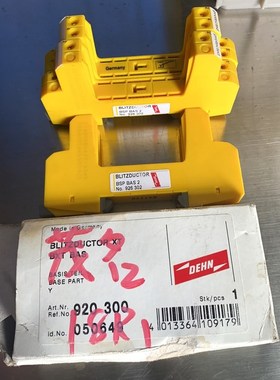 Germany
BLITZDUCTOR
BSP BAS 2
No. 926 302
BLITZDUCTOR
BSP BAS 2
No. 926 302
Made in Germany
BLITZDUCTOR XT
BXT BAS
BASISTEIL
BASE PART
Y
DEHN
Art.Nr.
Ref.No.
920 300
Stk/pcs 1
id.No. 050649
4 013364 109179
12